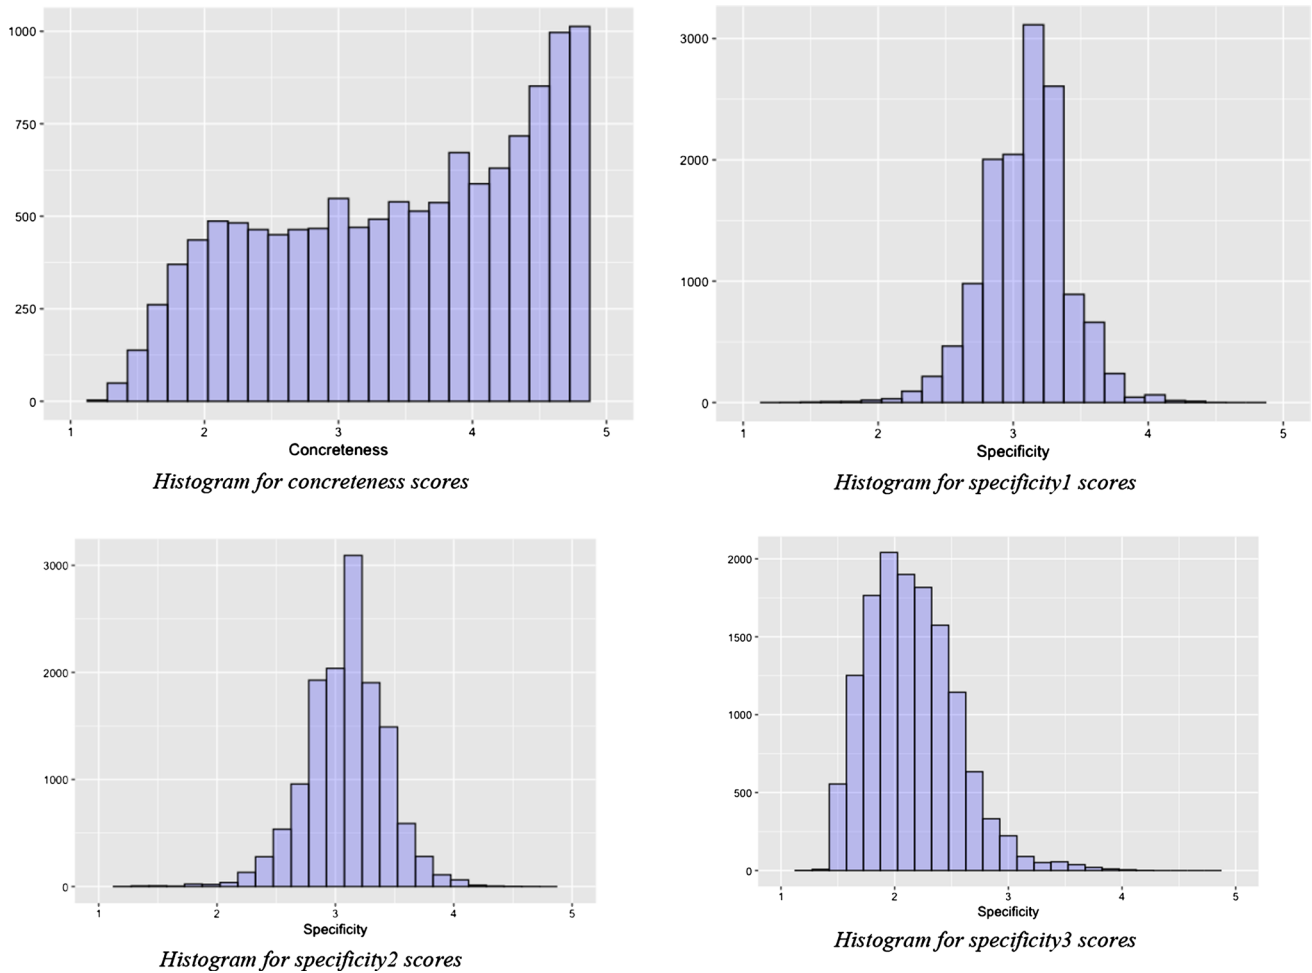 1000
750
500
250
0
1 2 3 4 5
Concreteness
Histogram for concreteness scores
3000
2000
1000
0
1 2 3 4 5
Specificity
Histogram for specificity1 scores
3000
2000
1000
0
1 2 3 4 5
Specificity
Histogram for specificity2 scores
2000
1500
1000
500
0
1 2 3 4 5
Specificity
Histogram for specificity3 scores